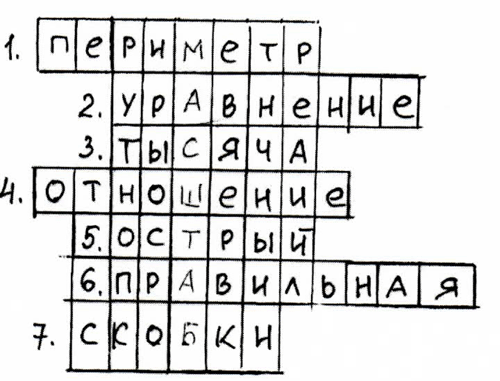 1. периметр
2. уравнение
3. тысяча
4. отношение
5. острый
6. правильная
7. скобки